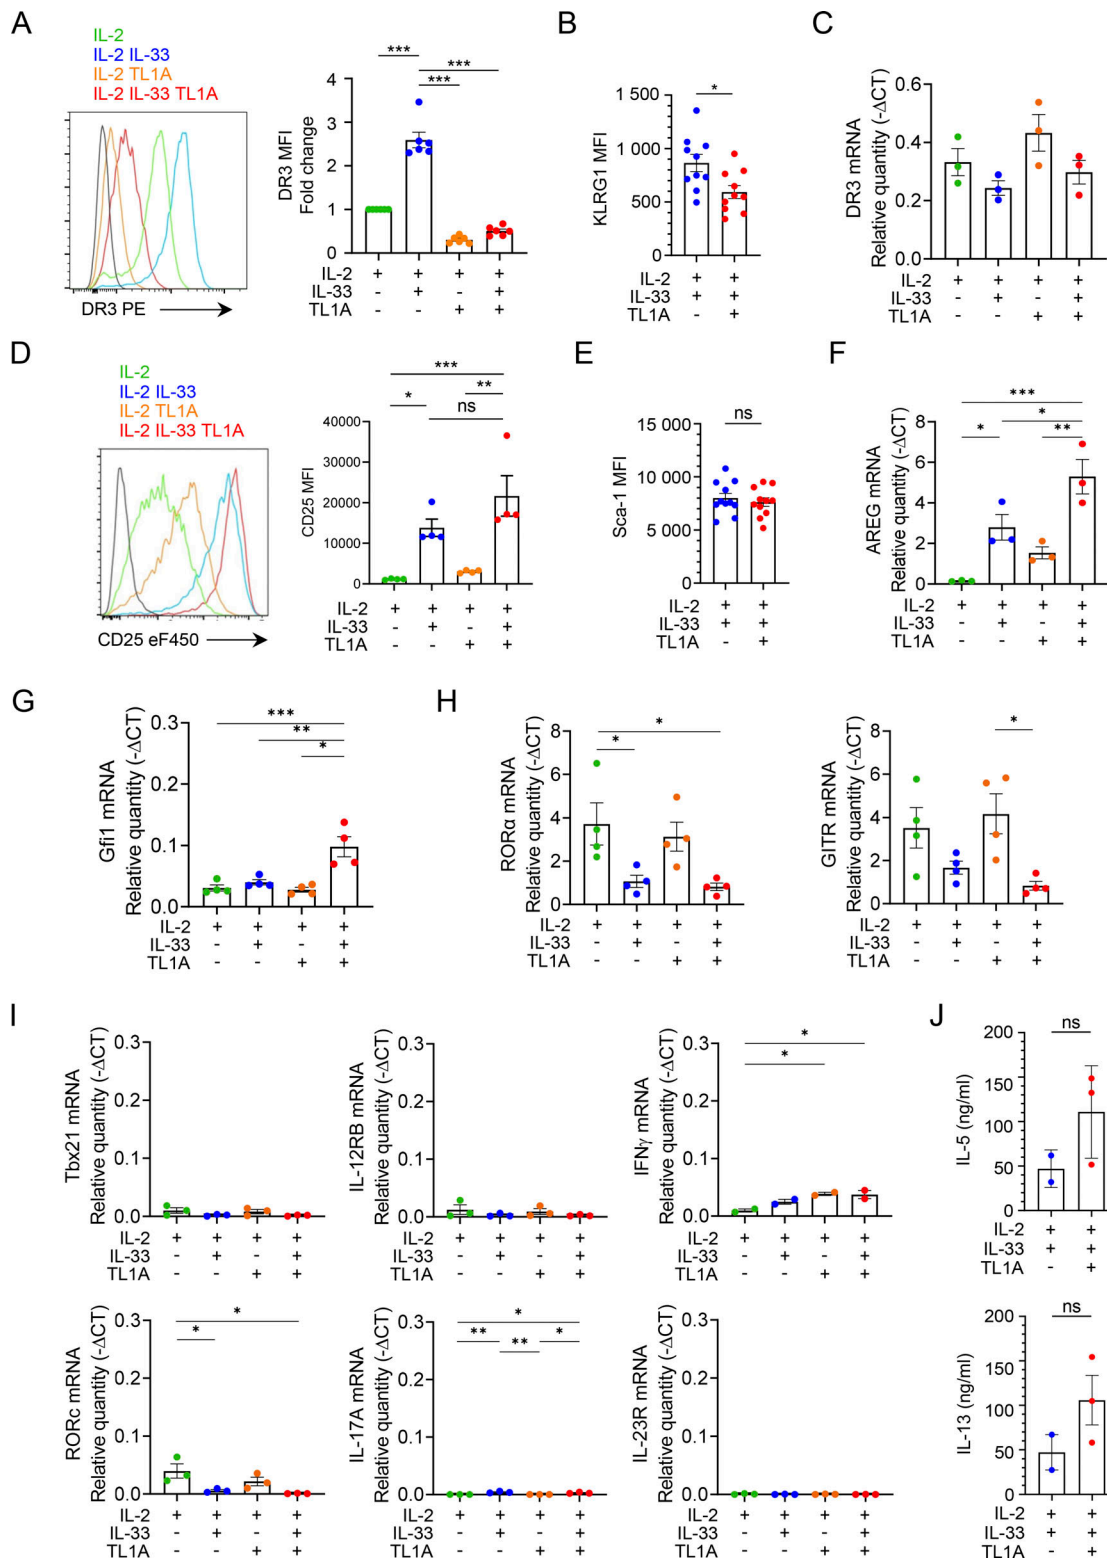 A
IL-2
IL-2 IL-33
IL-2 TL1A
IL-2 IL-33 TL1A
DR3 PE
DR3 MFI
Fold change
4
3
2
1
0
***
***
***
IL-2 + + + +
IL-33 - + - +
TL1A - - + +
B
KLRG1 MFI
1 500
1 000
500
0
*
IL-2 + +
IL-33 + +
TL1A - +
C
DR3 mRNA
Relative quantity (-ΔCT)
0.6
0.4
0.2
0.0
IL-2 + + + +
IL-33 - + - +
TL1A - - + +
D
IL-2
IL-2 IL-33
IL-2 TL1A
IL-2 IL-33 TL1A
CD25 eF450
CD25 MFI
40000
30000
20000
10000
0
***
* **
ns
IL-2 + + + +
IL-33 - + - +
TL1A - - + +
E
Sca-1 MFI
15 000
10 000
5 000
0
ns
IL-2 + +
IL-33 + +
TL1A - +
F
AREG mRNA
Relative quantity (-ΔCT)
8
6
4
2
0
***
*
* **
IL-2 + + + +
IL-33 - + - +
TL1A - - + +
G
Gfi1 mRNA
Relative quantity (-ΔCT)
0.3
0.2
0.1
0.0
***
**
*
IL-2 + + + +
IL-33 - + - +
TL1A - - + +
H
RORα mRNA
Relative quantity (-ΔCT)
8
6
4
2
0
*
*
IL-2 + + + +
IL-33 - + - +
TL1A - - + +
GITR mRNA
Relative quantity (-ΔCT)
8
6
4
2
0
*
IL-2 + + + +
IL-33 - + - +
TL1A - - + +
I
Tbx21 mRNA
Relative quantity (-ΔCT)
0.3
0.2
0.1
0.0
IL-2 + + + +
IL-33 - + - +
TL1A - - + +
IL-12RB mRNA
Relative quantity (-ΔCT)
0.3
0.2
0.1
0.0
IL-2 + + + +
IL-33 - + - +
TL1A - - + +
IFNγ mRNA
Relative quantity (-ΔCT)
0.3
0.2
0.1
0.0
*
*
IL-2 + + + +
IL-33 - + - +
TL1A - - + +
RORc mRNA
Relative quantity (-ΔCT)
0.3
0.2
0.1
0.0
*
*
IL-2 + + + +
IL-33 - + - +
TL1A - - + +
IL-17A mRNA
Relative quantity (-ΔCT)
0.3
0.2
0.1
0.0
*
** *
**
IL-2 + + + +
IL-33 - + - +
TL1A - - + +
IL-23R mRNA
Relative quantity (-ΔCT)
0.3
0.2
0.1
0.0
IL-2 + + + +
IL-33 - + - +
TL1A - - + +
J
IL-5 (ng/ml)
200
150
100
50
0
ns
IL-2 + +
IL-33 + +
TL1A - +
IL-13 (ng/ml)
200
150
100
50
0
ns
IL-2 + +
IL-33 + +
TL1A - +